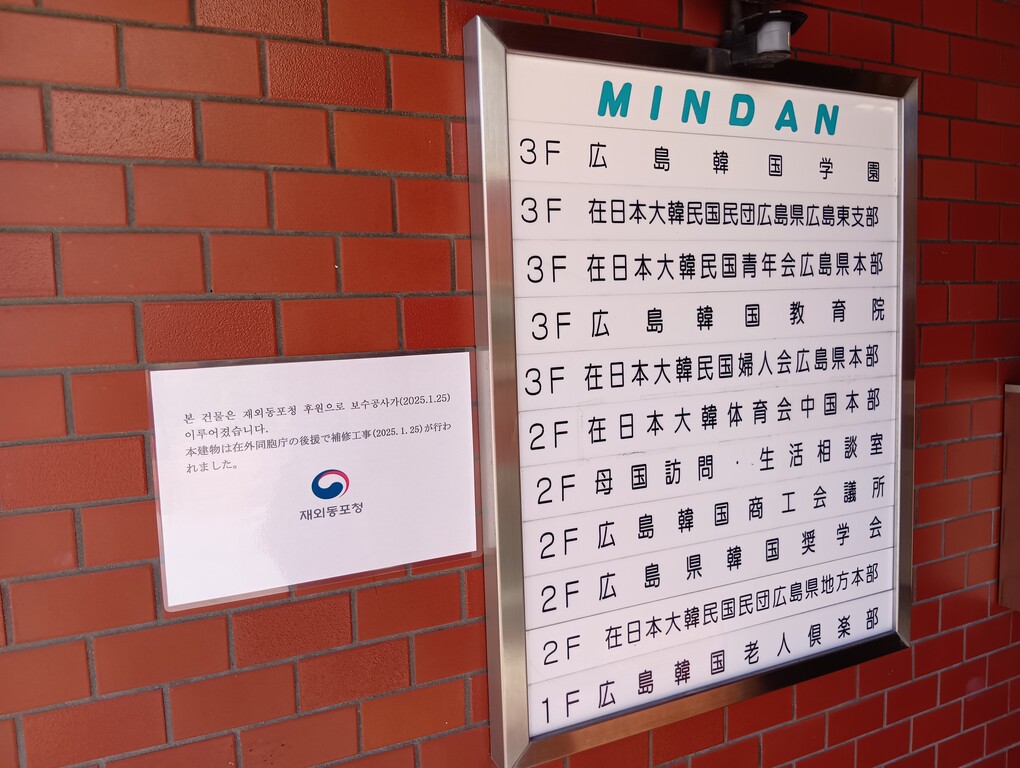 본 건물은 재외동포청 후원으로 보수공사가(2025.1.25)
이루어졌습니다.
本建物は在外同胞庁の後援で補修工事(2025.1.25)が行わ
れました。
재외동포청
MINDAN
3F 広島韓国学園
3F 在日本大韓民国民団広島県広島東支部
3F 在日本大韓民国青年会広島県本部
3F 広島韓国教育院
3F 在日本大韓民国婦人会広島県本部
2F 在日本大韓体育会中国本部
2F 母国訪問・生活相談室
2F 広島韓国商工会議所
2F 広島県韓国奨学会
2F 在日本大韓民国民団広島県地方本部
1F 広島韓国老人倶楽部